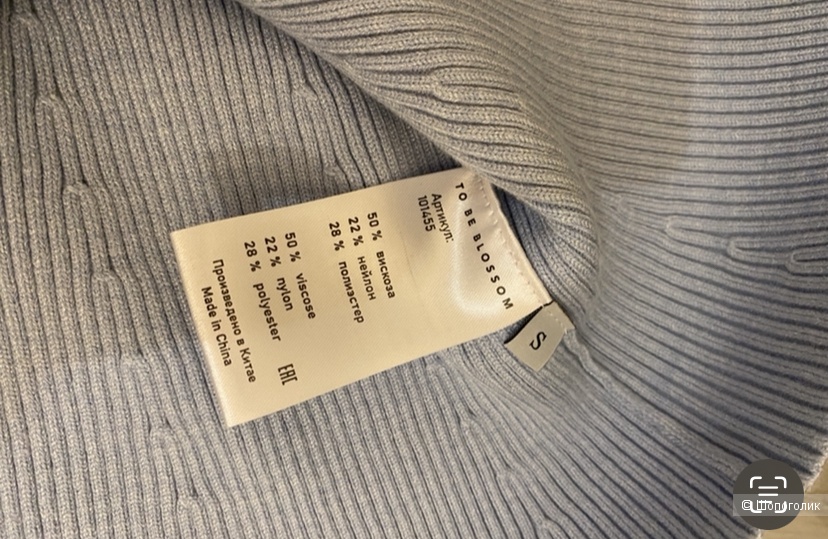 TO BE BLOSSOM
Артикул:
101455
50 % вискоза
22 % нейлон
28 % полиэстер
50 % viscose
22 % nylon
28 % polyester
EAC
Произведено в Китае
Made in China
S
© Шопоголик